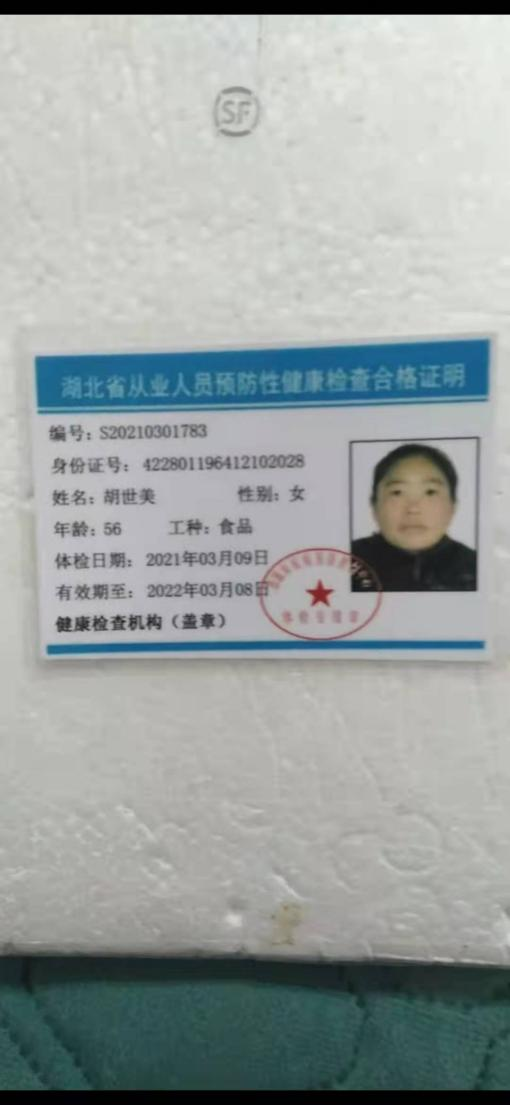 SF
湖北省从业人员预防性健康检查合格证明
编号：S20210301783
身份证号： 422801196412102028
姓名：胡世美 性别：女
年龄：56 工种：食品
体检日期： 2021年03月09日
有效期至： 2022年03月08日
健康检查机构（盖章）